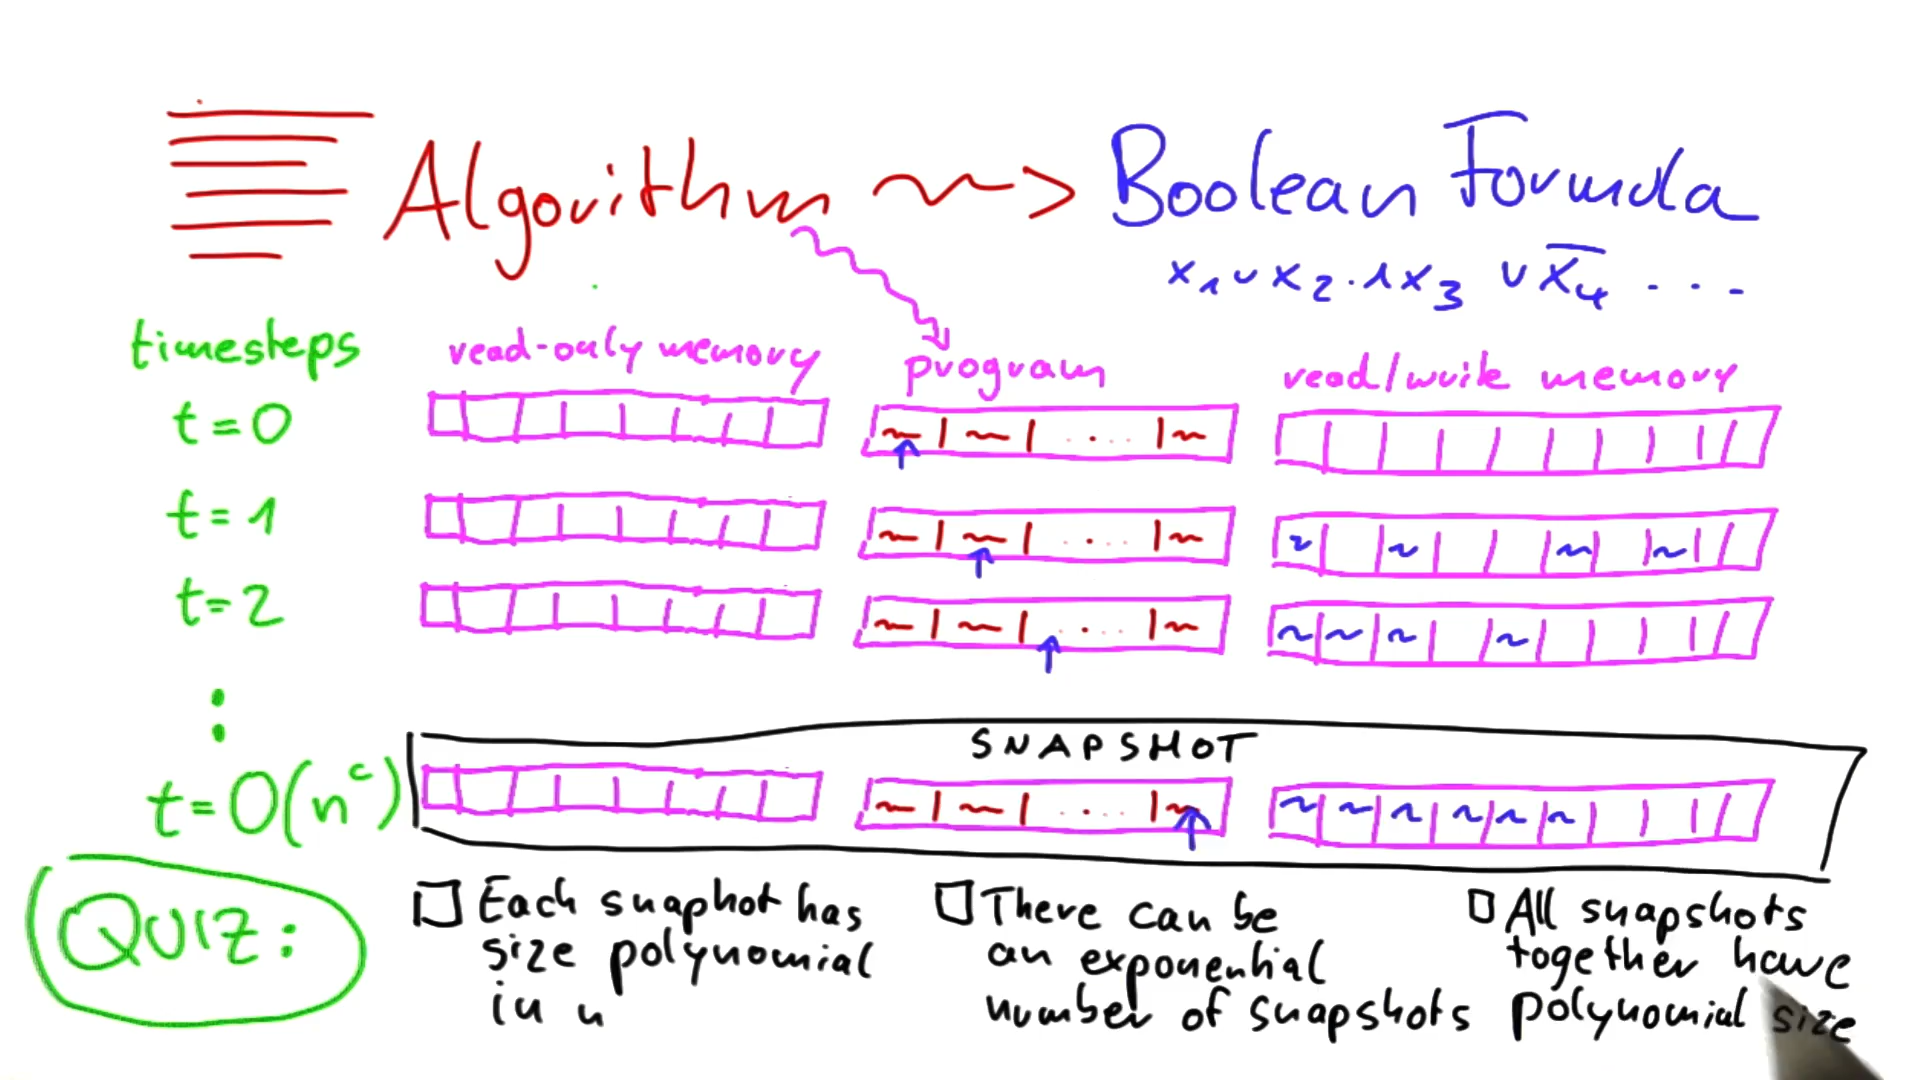 Algorithm ~> Boolean Formula
x₁ ∨ x₂ . ∧ x₃ ∨ x̄₄ ...
timesteps
read-only memory
program
read/write memory
t = 0
t = 1
t = 2
SNAPSHOT
t = O(nᶜ)
QUIZ:
Each snaphot has
size polynomial
in n
There can be
an exponential
number of snapshots
All snapshots
together have
polynomial size